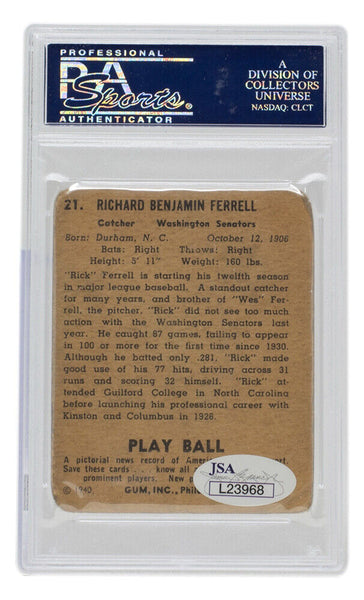 PROFESSIONAL
PSA
Sports
AUTHENTICATOR
A
DIVISION OF
COLLECTORS
UNIVERSE
NASDAQ: CLCT
21. RICHARD BENJAMIN FERRELL
Catcher Washington Senators
Born: Durham, N. C. October 12, 1906
Bats: Right Throws: Right
Height: 5' 11" Weight: 160 lbs.
"Rick" Ferrell is starting his twelfth season
in major league baseball. A standout catcher
for many years, and brother of "Wes" Fer-
rell, the pitcher, "Rick" did not see too much
action with the Washington Senators last
year. He caught 87 games, failing to appear
in 100 or more for the first time since 1930.
Although he batted only .281, "Rick" made
good use of his 77 hits, driving across 31
runs and scoring 32 himself. "Rick" at-
tended Guilford College in North Carolina
before launching his professional career with
Kinston and Columbus in 1926.
PLAY BALL
A pictorial news record of Ameri
Save these cards ... know all
prominent players. New
© 1940, GUM, INC., Phil
JSA
L23968